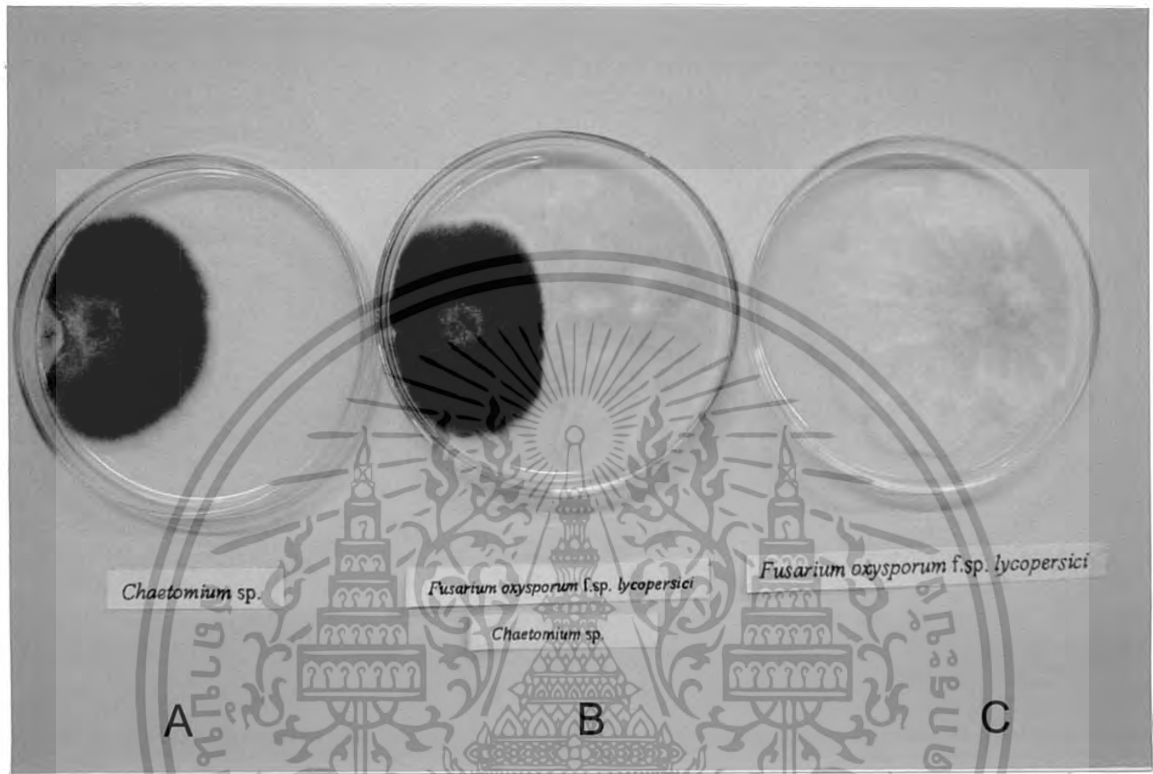 Chaetomium sp.
Fusarium oxysporum f.sp. lycopersici
Chaetomium sp.
Fusarium oxysporum f.sp. lycopersici
A
B
C